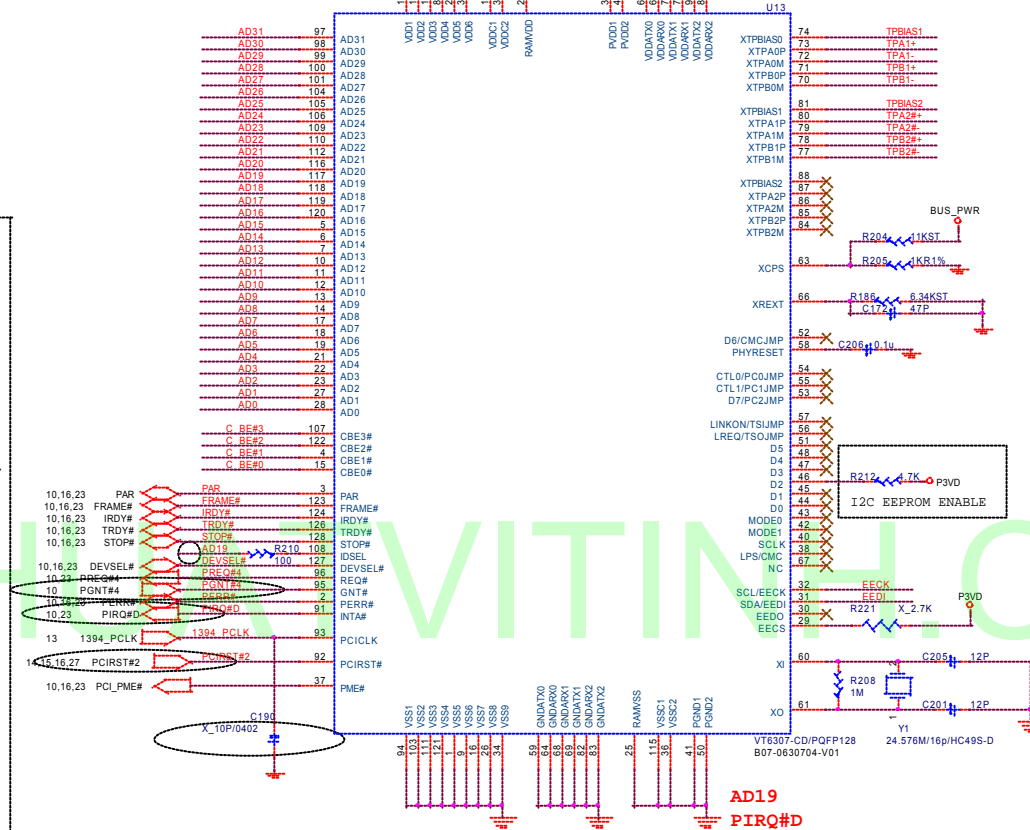 U13
VDD1 VDD2 VDD3 VDD4 VDD5 VDD6 VDDC1 VDDC2 RAMVDD PVDD1 PVDD2 VDDATX0 VDDARX0 VDDATX1 VDDARX1 VDDATX2 VDDARX2
AD31 97 AD31
AD30 98 AD30
AD29 99 AD29
AD28 100 AD28
AD27 101 AD27
AD26 104 AD26
AD25 105 AD25
AD24 106 AD24
AD23 109 AD23
AD22 110 AD22
AD21 112 AD21
AD20 116 AD20
AD19 117 AD19
AD18 118 AD18
AD17 119 AD17
AD16 120 AD16
AD15 5 AD15
AD14 6 AD14
AD13 7 AD13
AD12 10 AD12
AD11 11 AD11
AD10 12 AD10
AD9 13 AD9
AD8 14 AD8
AD7 17 AD7
AD6 18 AD6
AD5 19 AD5
AD4 21 AD4
AD3 22 AD3
AD2 23 AD2
AD1 27 AD1
AD0 28 AD0
C_BE#3 107 CBE3#
C_BE#2 122 CBE2#
C_BE#1 4 CBE1#
C_BE#0 15 CBE0#
10,16,23 PAR PAR 3 PAR
10,16,23 FRAME# FRAME# 123 FRAME#
10,16,23 IRDY# IRDY# 124 IRDY#
10,16,23 TRDY# TRDY# 126 TRDY#
10,16,23 STOP# STOP# 128 STOP#
AD19 R210 100 108 IDSEL
10,16,23 DEVSEL# DEVSEL# 127 DEVSEL#
10,23 PREQ#4 PREQ#4 96 REQ#
10 PGNT#4 PGNT#4 95 GNT#
10,16,23 PERR# PERR# 2 PERR#
10,23 PIRQ#D PIRQ#D 91 INTA#
13 1394_PCLK 1394_PCLK 93 PCICLK
14,15,16,27 PCIRST#2 PCIRST#2 92 PCIRST#
10,16,23 PCI_PME# 37 PME#
C190
X_10P/0402
XTPBIAS0 74 TPBIAS1
XTPA0P 73 TPA1+
XTPA0M 72 TPA1-
XTPB0P 71 TPB1+
XTPB0M 70 TPB1-
XTPBIAS1 81 TPBIAS2
XTPA1P 80 TPA2#+
XTPA1M 79 TPA2#-
XTPB1P 78 TPB2#+
XTPB1M 77 TPB2#-
XTPBIAS2 88
XTPA2P 87
XTPA2M 86
XTPB2P 85
XTPB2M 84
BUS_PWR
R204 11KST
XCPS 63 R205 1KR1%
XREXT 66 R186 6.34KST
C172 47P
D6/CMCJMP 52
PHYRESET 58 C206 0.1u
CTL0/PC0JMP 54
CTL1/PC1JMP 55
D7/PC2JMP 53
LINKON/TSIJMP 57
LREQ/TSOJMP 56
D5 51
D4 48
D3 47
D2 46 R212 4.7K P3VD
D1 45
D0 44
I2C EEPROM ENABLE
MODE0 43
MODE1 42
SCLK 40
LPS/CMC 38
NC 67
SCL/EECK 32 EECK
SDA/EEDI 31 EEDI
EEDO 30
EECS 29 R221 X_2.7K P3VD
XI 60 C205 12P
R208
1M
2
1
XO 61 C201 12P
Y1
24.576M/16p/HC49S-D
VT6307-CD/PQFP128
B07-0630704-V01
VSS1 VSS2 VSS3 VSS4 VSS5 VSS6 VSS7 VSS8 VSS9 GNDATX0 GNDARX0 GNDARX1 GNDATX1 GNDARX2 GNDATX2 RAMVSS VSSC1 VSSC2 PGND1 PGND2
94 103 111 121 1 9 16 26 34 59 64 68 69 82 83 25 115 36 41 50
AD19
PIRQ#D